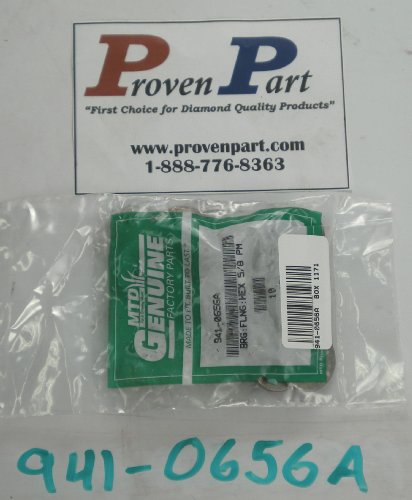 Proven Part
"First Choice for Diamond Quality Products"
www.provenpart.com
1-888-776-8363
MTD
GENUINE
FACTORY PARTS
MADE TO FIT. BUILT TO LAST.
941-0656A
BRG:FLNG:HEX 5/8 PM
10
941-0656A BOX 1171
941-0656A